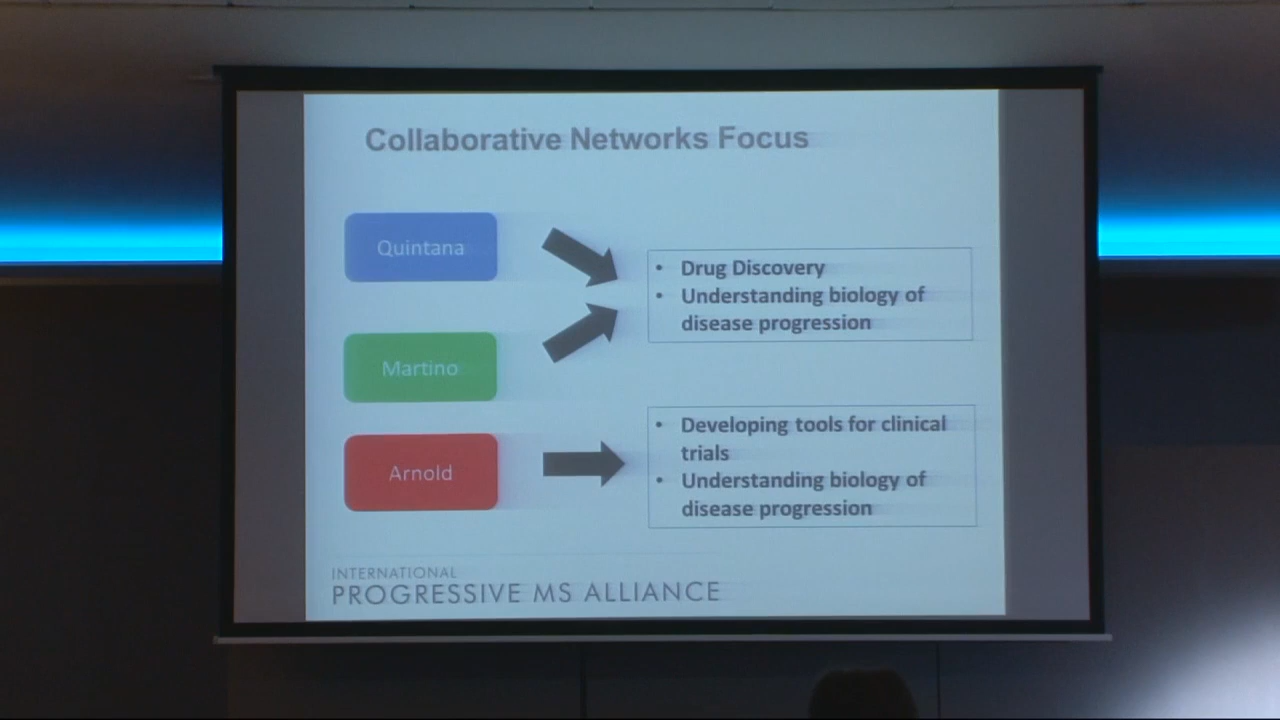 Collaborative Networks Focus
Quintana
Martino
Arnold
• Drug Discovery
• Understanding biology of
disease progression
• Developing tools for clinical
trials
• Understanding biology of
disease progression
INTERNATIONAL
PROGRESSIVE MS ALLIANCE